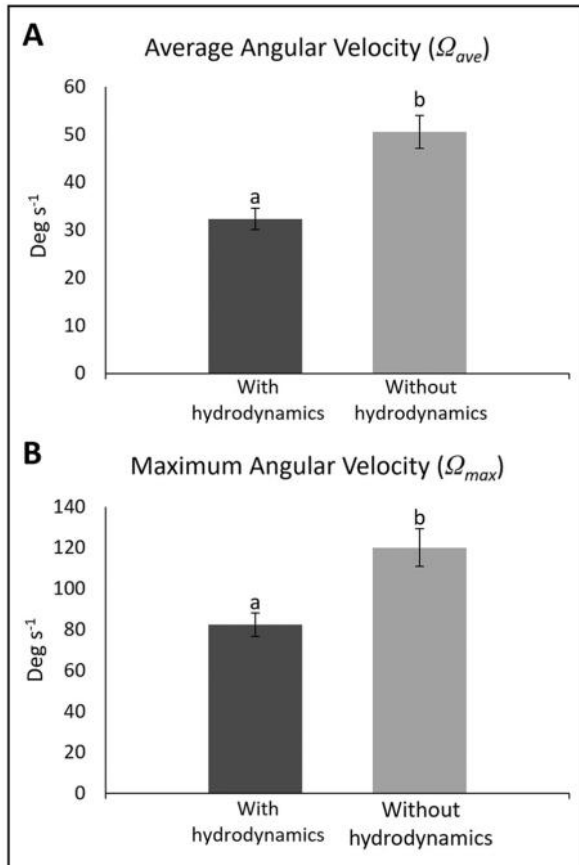 A
Average Angular Velocity (Ωave)
60
50
40
30
20
10
0
Deg s-1
a
b
With hydrodynamics
Without hydrodynamics
B
Maximum Angular Velocity (Ωmax)
140
120
100
80
60
40
20
0
Deg s-1
a
b
With hydrodynamics
Without hydrodynamics